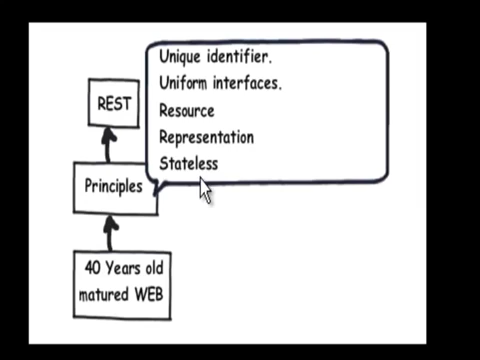 Unique identifier.
Uniform interfaces.
Resource
Representation
Stateless
REST
Principles
40 Years old
matured WEB